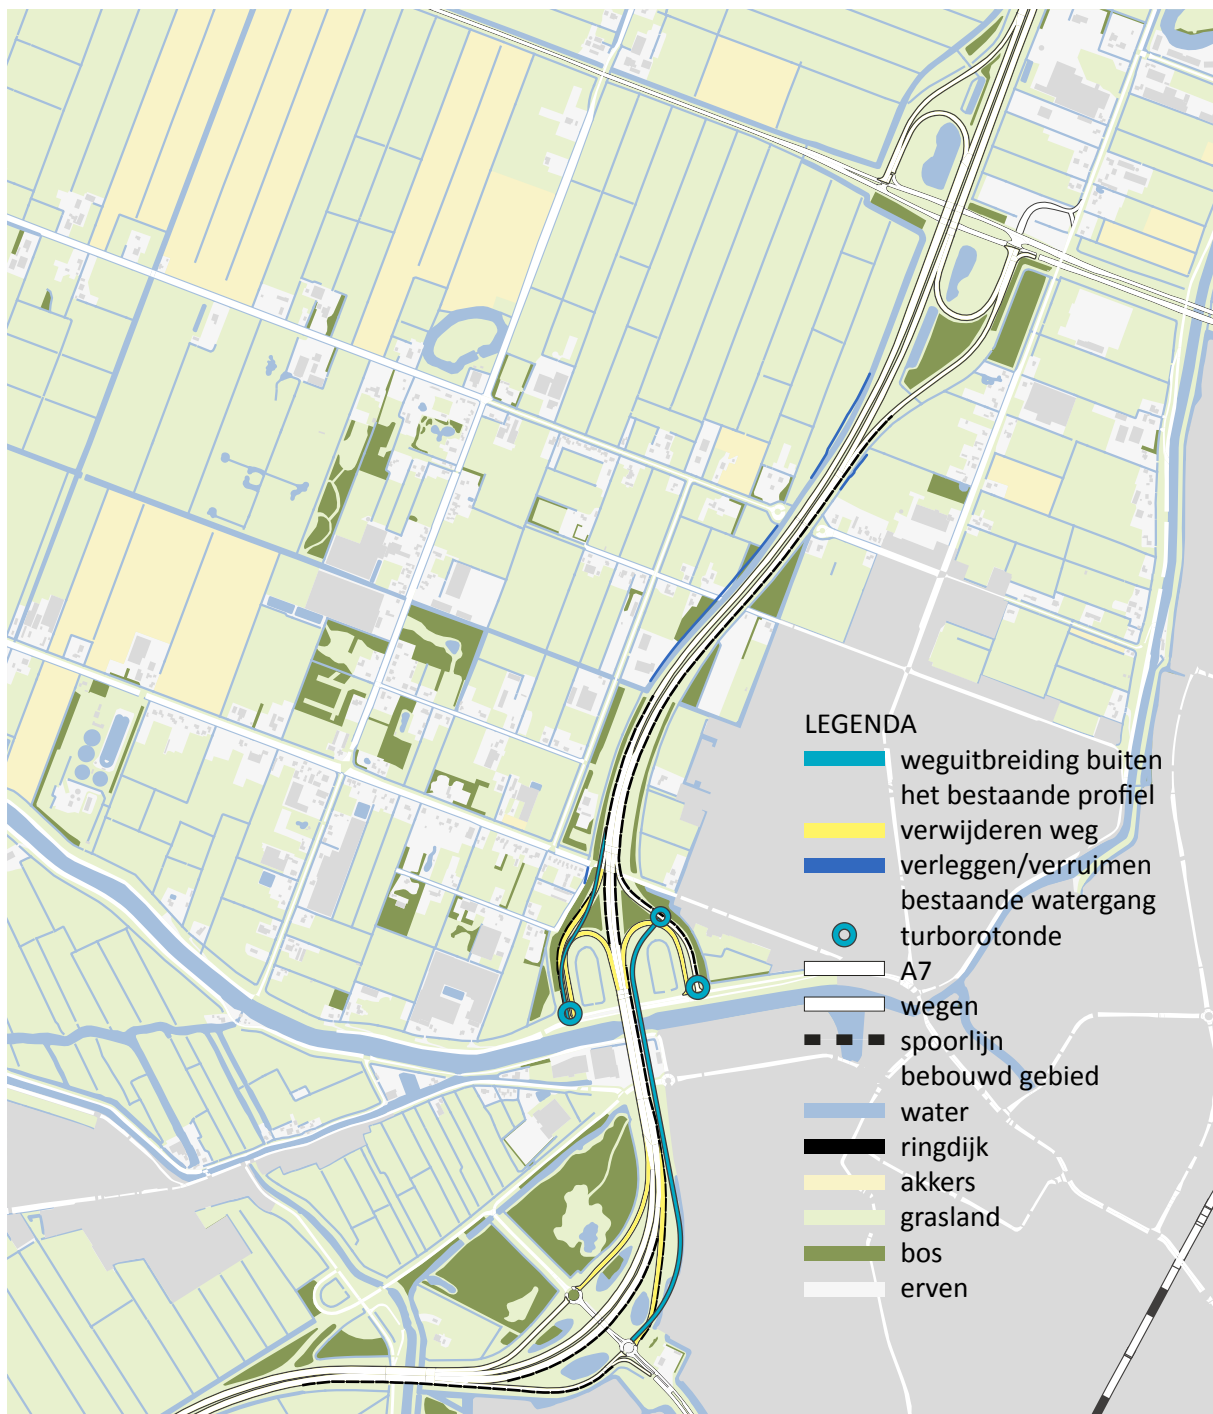 LEGENDA
weguitbreiding buiten
het bestaande profiel
verwijderen weg
verleggen/verruimen
bestaande watergang
turborotonde
A7
wegen
spoorlijn
bebouwd gebied
water
ringdijk
akkers
grasland
bos
erven